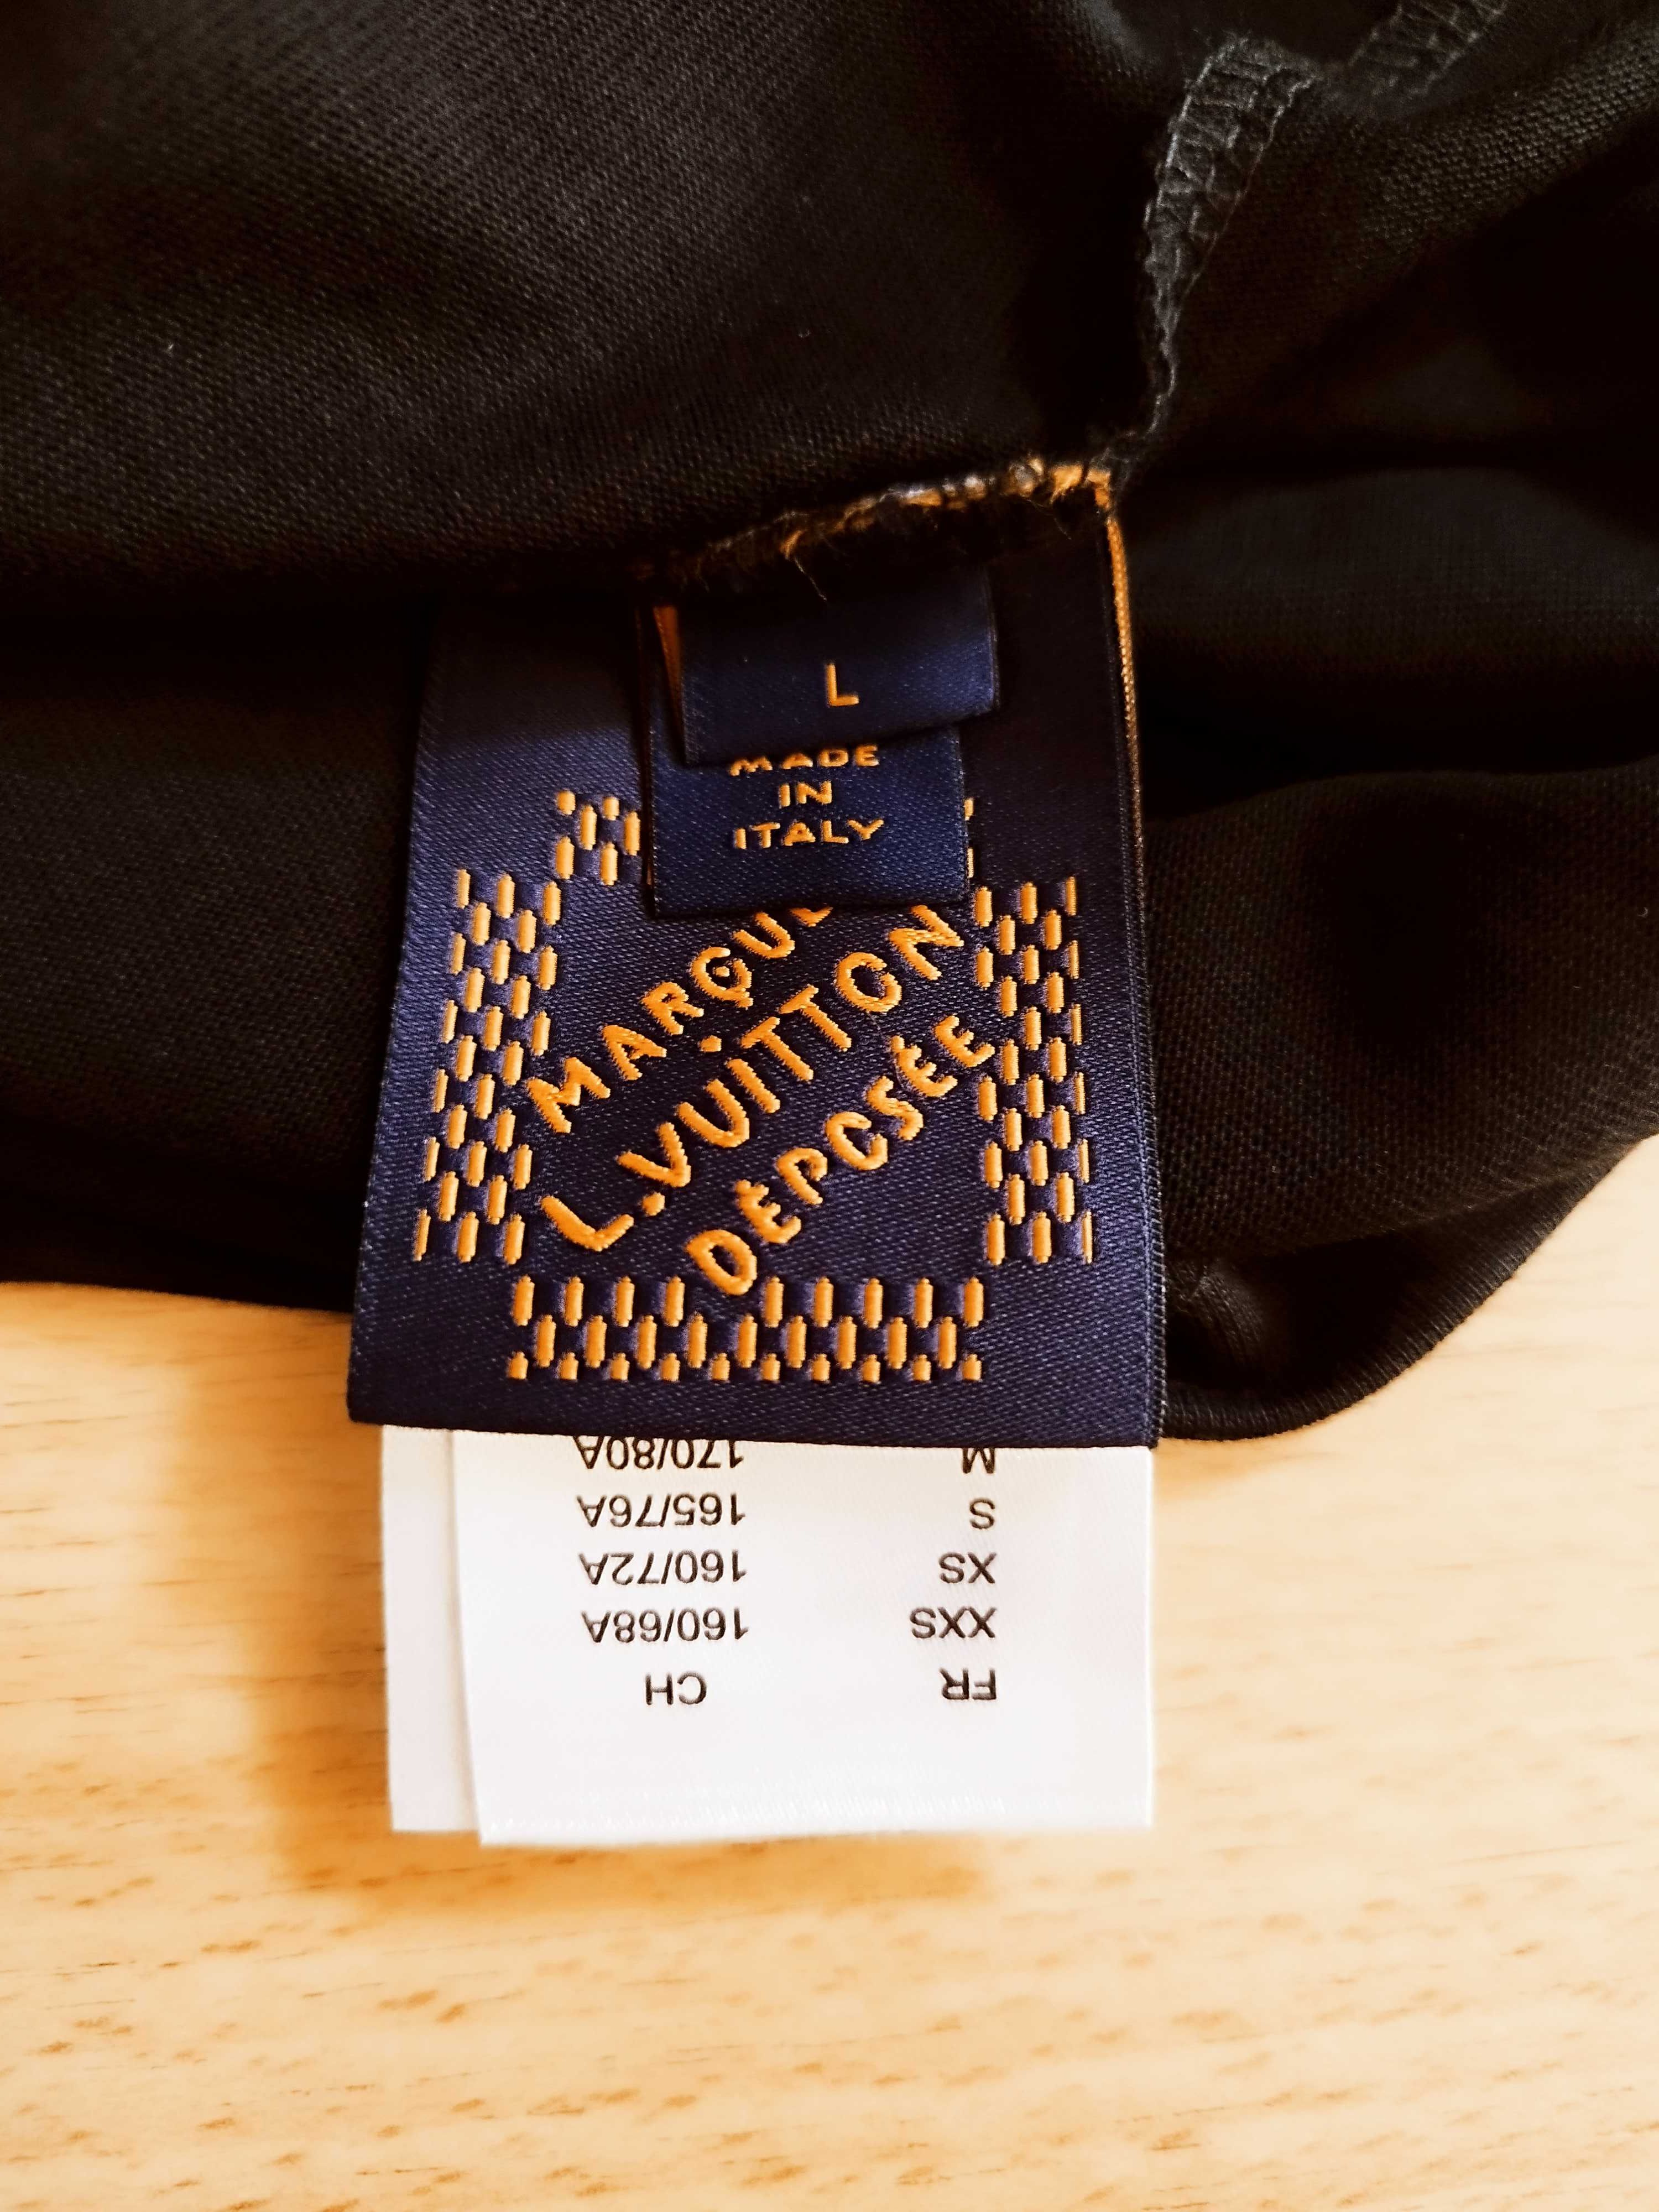 L
MADE
IN
ITALY
MARQUE
L.VUITTON
DÉPOSÉE
FR CH
XXS 160/68A
XS 160/72A
S 165/76A
M 170/80A